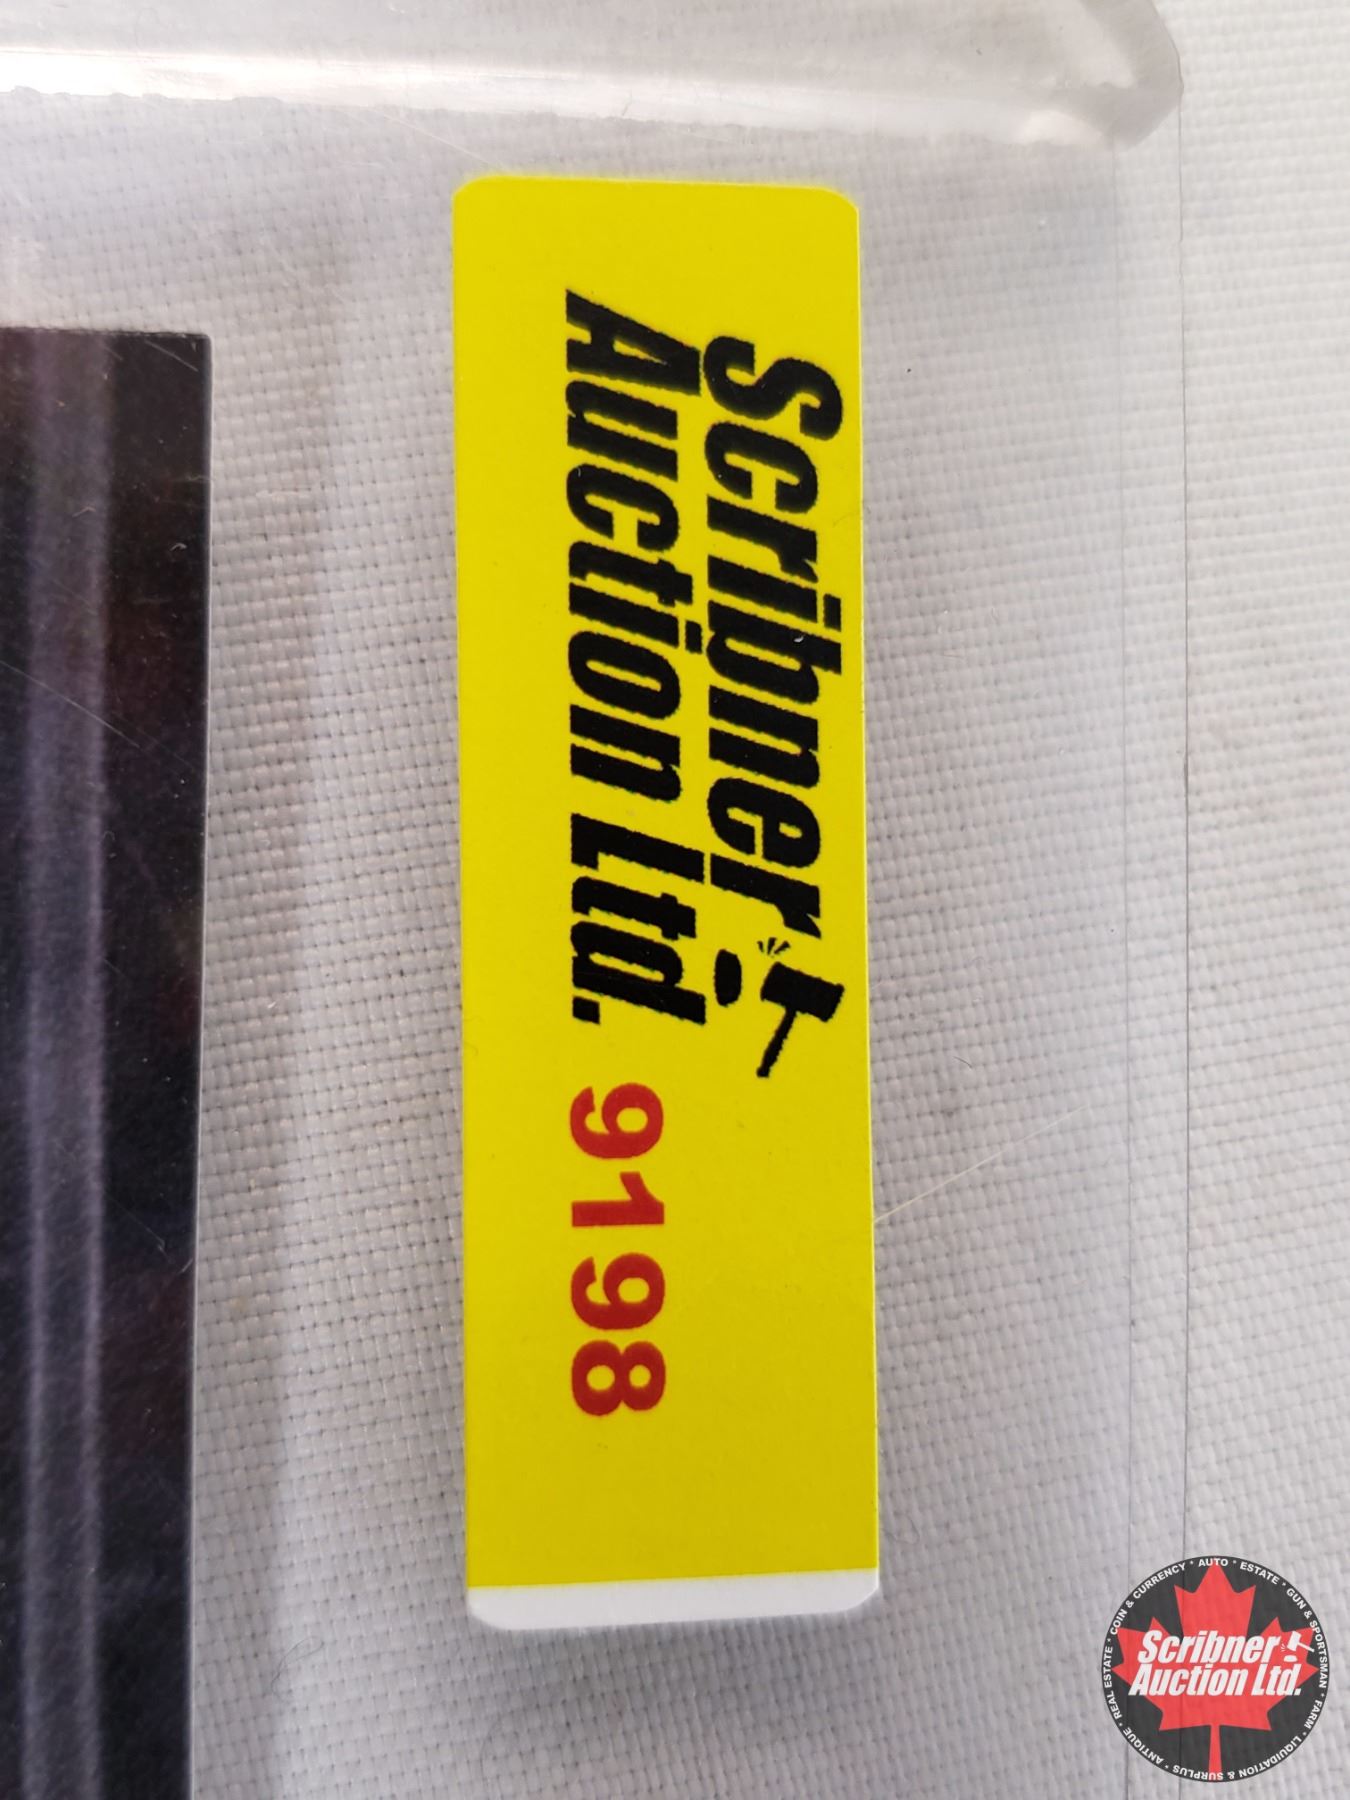 Scribner
Auction Ltd. 9198
COIN & CURRENCY * AUTO * ESTATE * GUN & SPORTSMAN * FARM * LIQUIDATION & SURPLUS * ANTIQUE * REAL ESTATE *
Scribner
Auction Ltd.